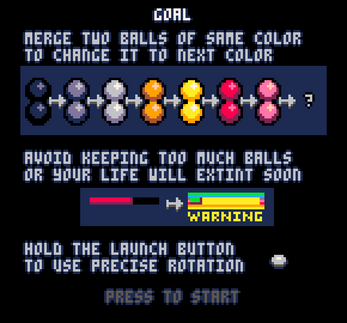 GOAL
MERGE TWO BALLS OF SAME COLOR
TO CHANGE IT TO NEXT COLOR
?
AVOID KEEPING TOO MUCH BALLS
OR YOUR LIFE WILL EXTINT SOON
WARNING
HOLD THE LAUNCH BUTTON
TO USE PRECISE ROTATION
PRESS TO START